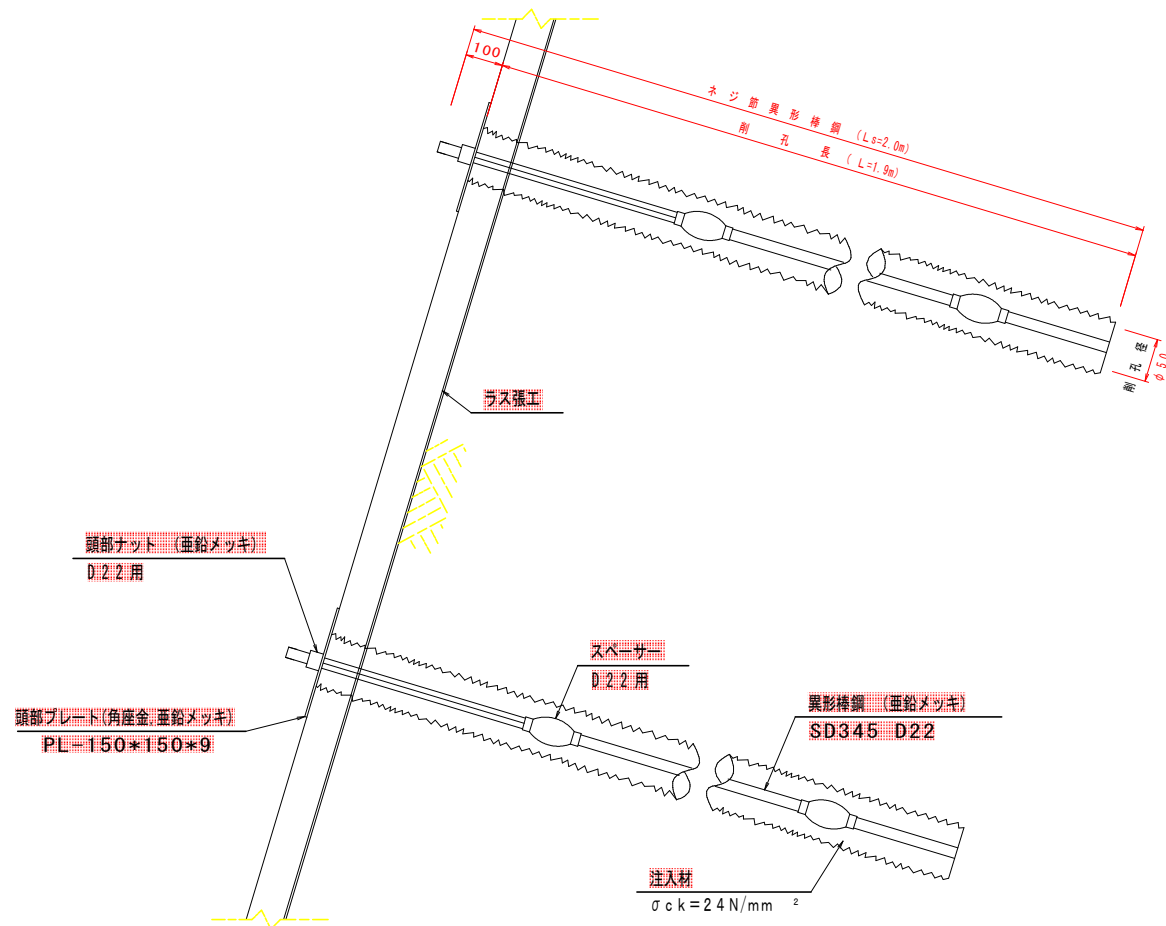 100
ネジ節異形棒鋼 (Ls=2.0m)
削孔長 (L=1.9m)
削孔径
φ50
ラス張工
頭部ナット (亜鉛メッキ)
D22用
スペーサー
D22用
異形棒鋼 (亜鉛メッキ)
SD345 D22
頭部プレート(角座金,亜鉛メッキ)
PL-150*150*9
注入材
σck=24N/mm ²